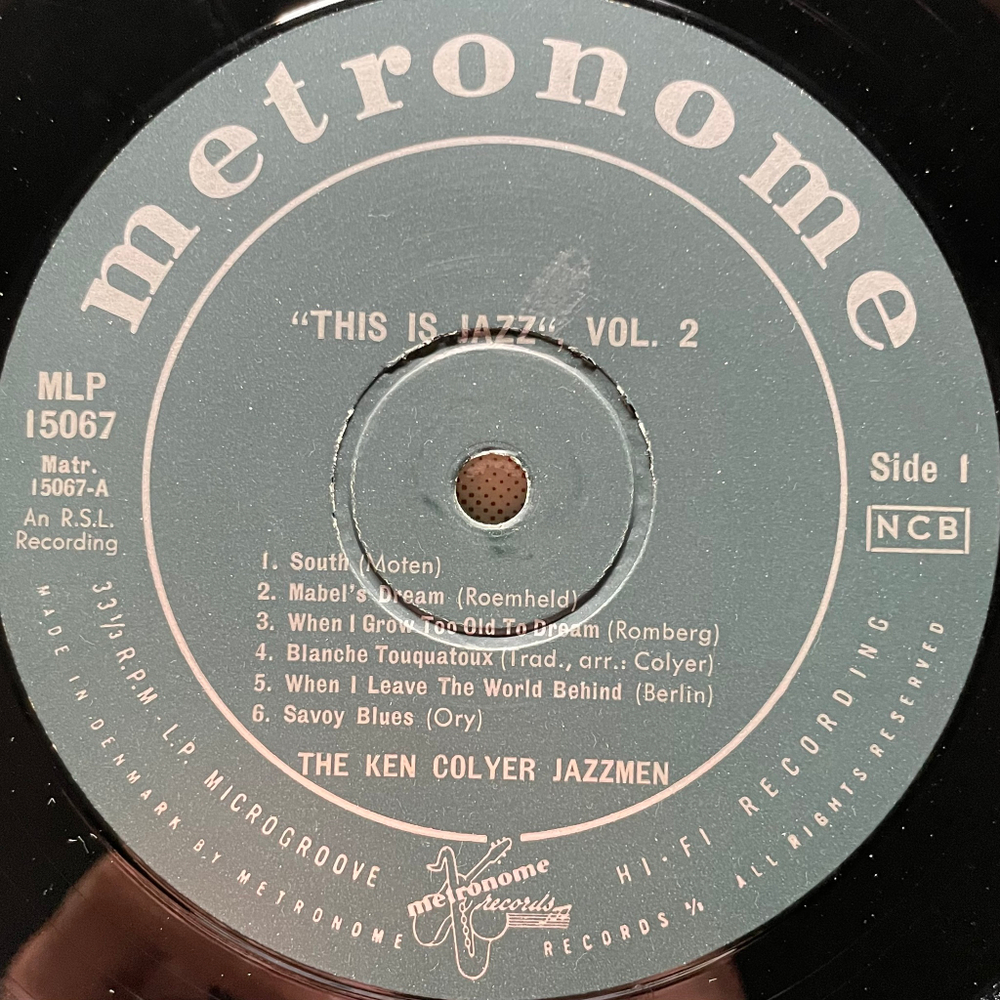 metronome
“THIS IS JAZZ“, VOL. 2
MLP
15067
Matr.
15067-A
An R.S.L.
Recording
Side 1
NCB
1. South (Moten)
2. Mabel's Dream (Roemheld)
3. When I Grow Too Old To Dream (Romberg)
4. Blanche Touquatoux (Trad., arr.: Colyer)
5. When I Leave The World Behind (Berlin)
6. Savoy Blues (Ory)
THE KEN COLYER JAZZMEN
33 1/3 R.P.M. L.P. MICROGROOVE
HI-FI RECORDING
metronome
records
MADE IN DENMARK BY METRONOME RECORDS A/S ALL RIGHTS RESERVED